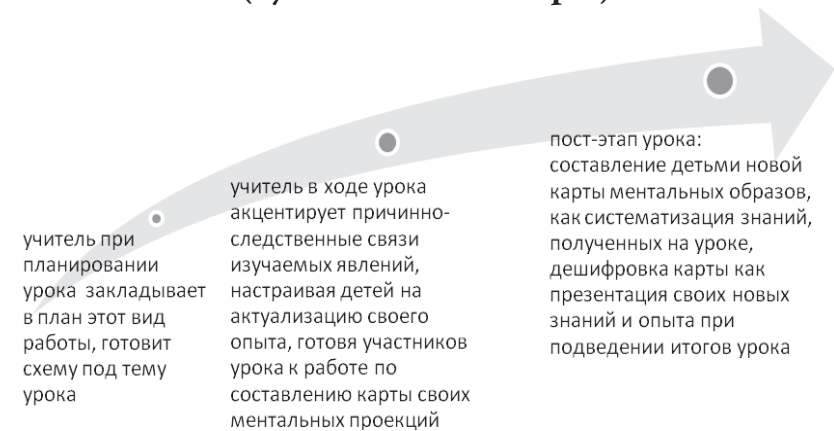 учитель при
планировании
урока закладывает
в план этот вид
работы, готовит
схему под тему
урока
учитель в ходе урока
акцентирует причинно-
следственные связи
изучаемых явлений,
настраивая детей на
актуализацию своего
опыта, готовя участников
урока к работе по
составлению карты своих
ментальных проекций
пост-этап урока:
составление детьми новой
карты ментальных образов,
как систематизация знаний,
полученных на уроке,
дешифровка карты как
презентация своих новых
знаний и опыта при
подведении итогов урока